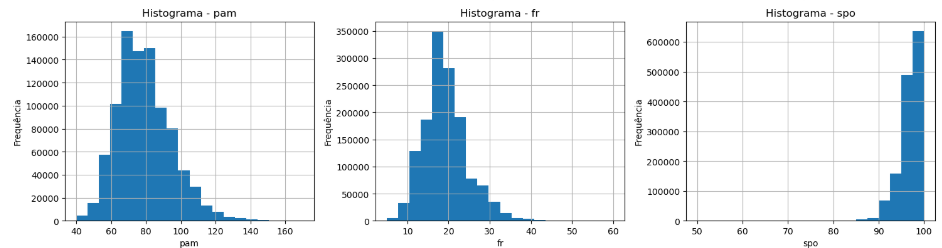 Histograma - pam
160000
140000
120000
100000
80000
60000
40000
20000
0
Frequência
40 60 80 100 120 140 160
pam
Histograma - fr
350000
300000
250000
200000
150000
100000
50000
0
Frequência
10 20 30 40 50 60
fr
Histograma - spo
600000
500000
400000
300000
200000
100000
0
Frequência
50 60 70 80 90 100
spo